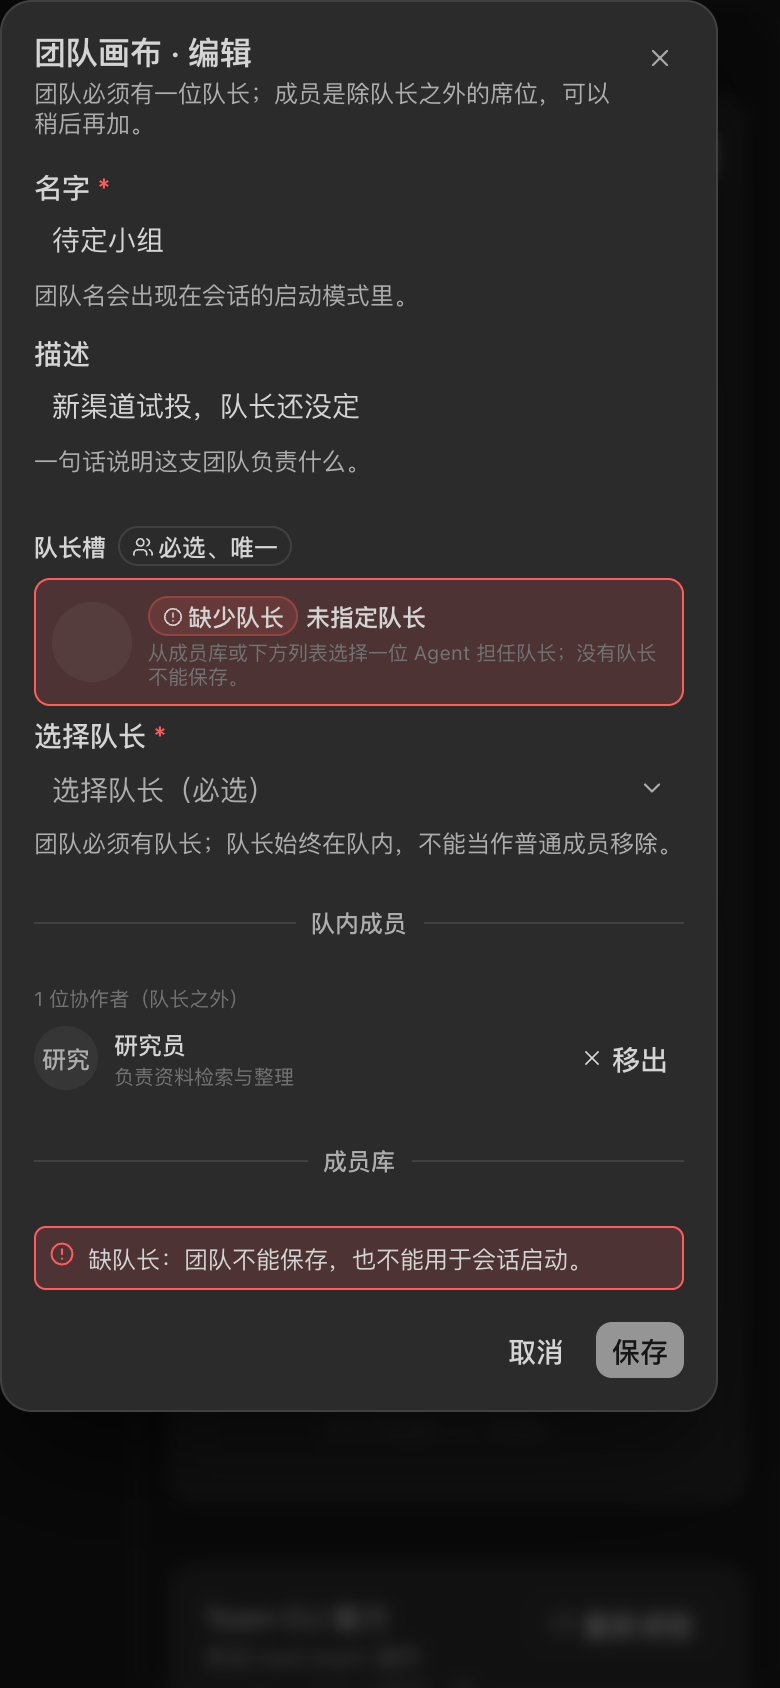 团队画布 · 编辑
团队必须有一位队长；成员是除队长之外的席位，可以
稍后再加。
名字 *
待定小组
团队名会出现在会话的启动模式里。
描述
新渠道试投，队长还没定
一句话说明这支团队负责什么。
队长槽 必选、唯一
缺少队长 未指定队长
从成员库或下方列表选择一位 Agent 担任队长；没有队长
不能保存。
选择队长 *
选择队长（必选）
团队必须有队长；队长始终在队内，不能当作普通成员移除。
队内成员
1 位协作者（队长之外）
研究
研究员
负责资料检索与整理
移出
成员库
缺队长：团队不能保存，也不能用于会话启动。
取消 保存